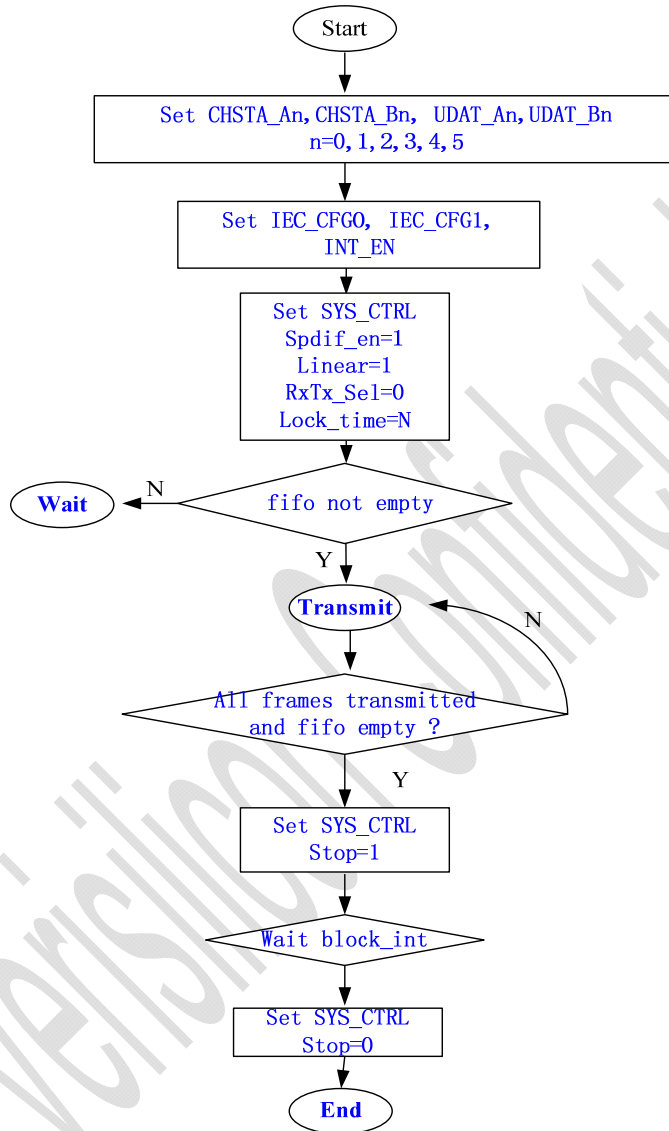 Start
Set CHSTA_An,CHSTA_Bn, UDAT_An,UDAT_Bn
n=0,1,2,3,4,5
Set IEC_CFG0, IEC_CFG1,
INT_EN
Set SYS_CTRL
Spdif_en=1
Linear=1
RxTx_Sel=0
Lock_time=N
fifo not empty
N
Wait
Y
Transmit
N
All frames transmitted
and fifo empty ?
Y
Set SYS_CTRL
Stop=1
Wait block_int
Set SYS_CTRL
Stop=0
End
Verisilicon Confidential